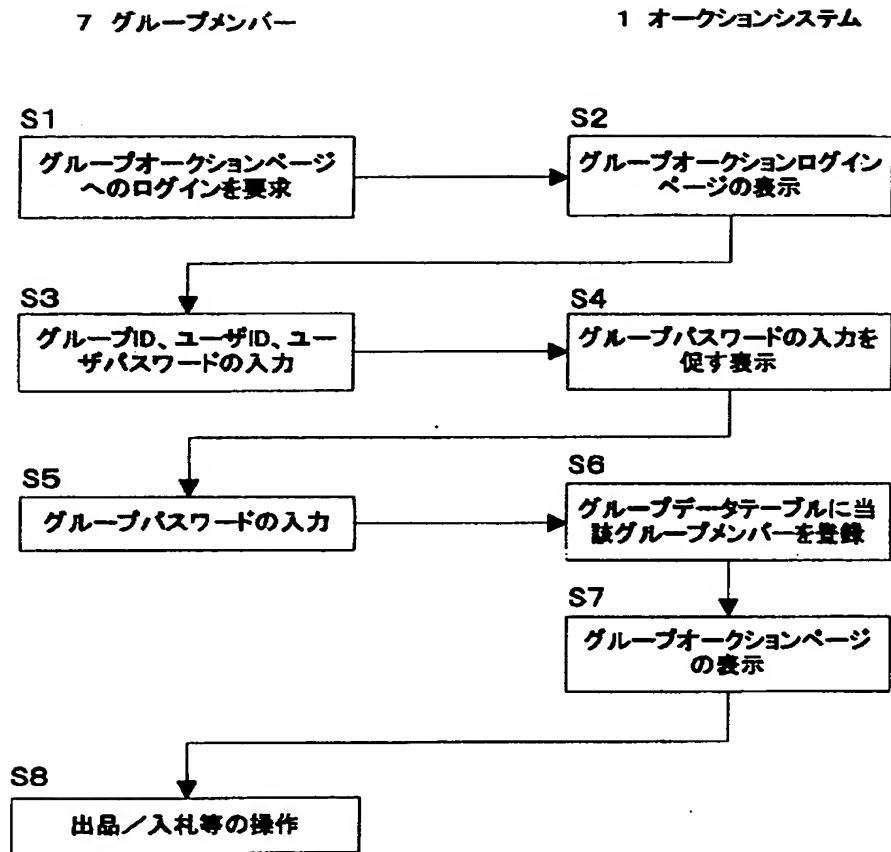 7 グループメンバー
1 オークションシステム
S1
グループオークションページ
へのログインを要求
S2
グループオークションログイン
ページの表示
S3
グループID、ユーザID、ユー
ザパスワードの入力
S4
グループパスワードの入力を
促す表示
S5
グループパスワードの入力
S6
グループデータテーブルに当
該グループメンバーを登録
S7
グループオークションページ
の表示
S8
出品／入札等の操作